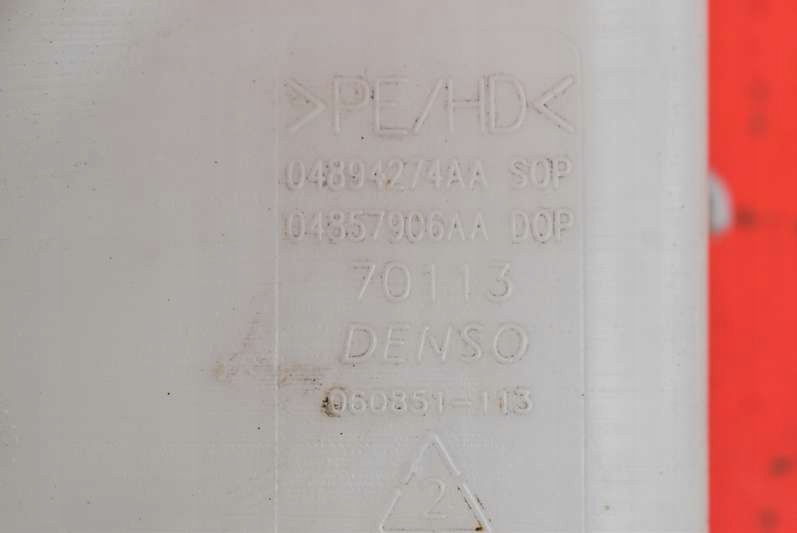 >PE/HD<
04894274AA SOP
04857906AA DOP
70113
DENSO
060851-113
2